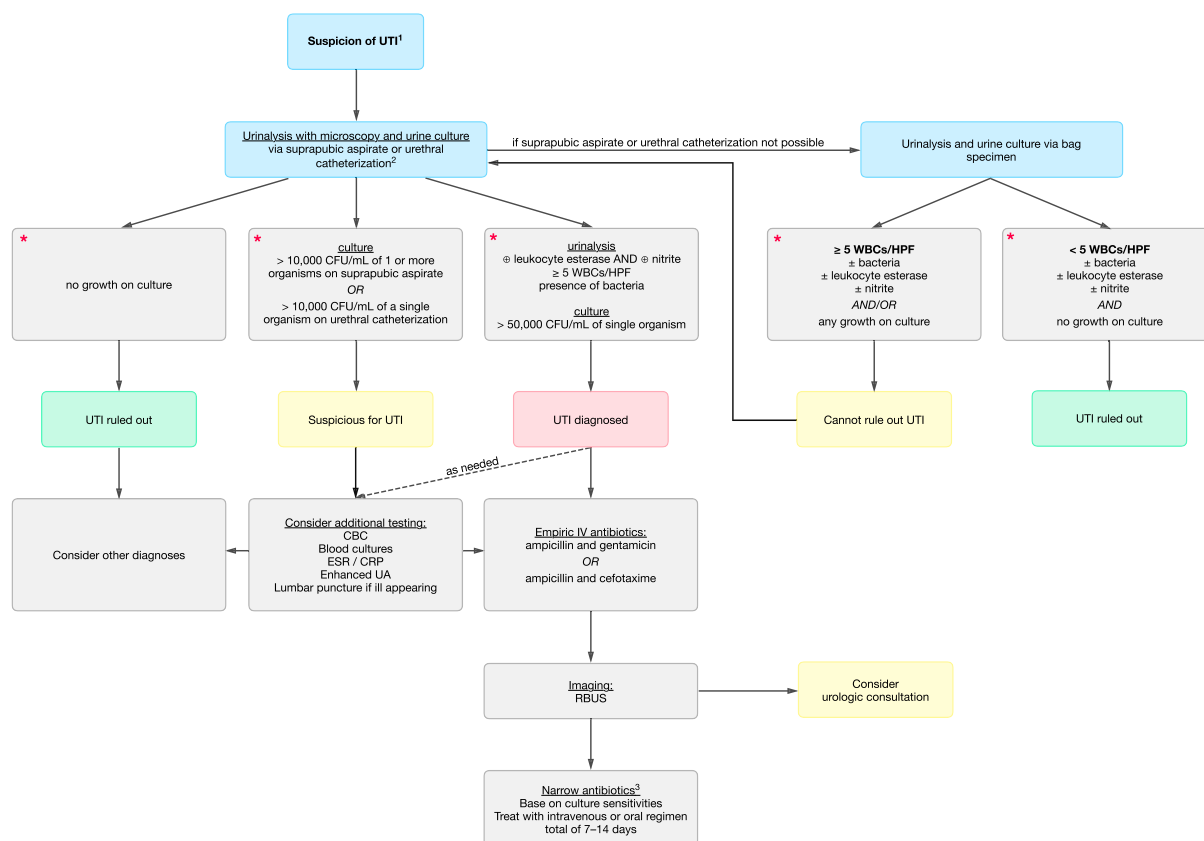 Suspicion of UTI¹
Urinalysis with microscopy and urine culture
via suprapubic aspirate or urethral
catheterization²
if suprapubic aspirate or urethral catheterization not possible
Urinalysis and urine culture via bag
specimen
*
no growth on culture
*
culture
> 10,000 CFU/mL of 1 or more
organisms on suprapubic aspirate
OR
> 10,000 CFU/mL of a single
organism on urethral catheterization
*
urinalysis
⊕ leukocyte esterase AND ⊕ nitrite
≥ 5 WBCs/HPF
presence of bacteria
culture
> 50,000 CFU/mL of single organism
*
≥ 5 WBCs/HPF
± bacteria
± leukocyte esterase
± nitrite
AND/OR
any growth on culture
*
< 5 WBCs/HPF
± bacteria
± leukocyte esterase
± nitrite
AND
no growth on culture
UTI ruled out
Suspicious for UTI
UTI diagnosed
Cannot rule out UTI
UTI ruled out
as needed
Consider other diagnoses
Consider additional testing:
CBC
Blood cultures
ESR / CRP
Enhanced UA
Lumbar puncture if ill appearing
Empiric IV antibiotics:
ampicillin and gentamicin
OR
ampicillin and cefotaxime
Imaging:
RBUS
Consider
urologic consultation
Narrow antibiotics³
Base on culture sensitivities
Treat with intravenous or oral regimen
total of 7–14 days